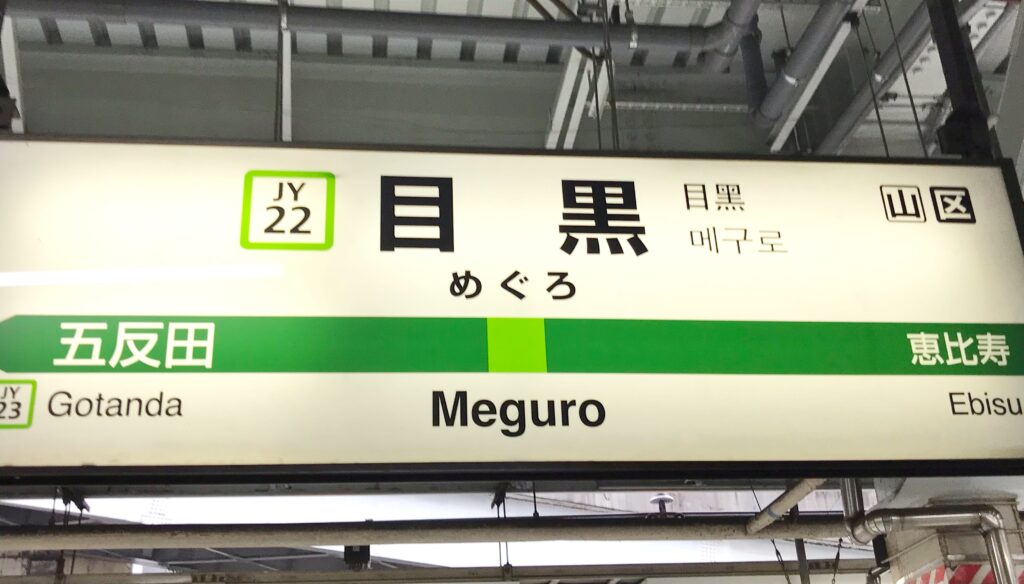 JY
22
目黒
目黑
메구로
山 区
めぐろ
五反田
恵比寿
JY
23
Gotanda
Meguro
Ebisu